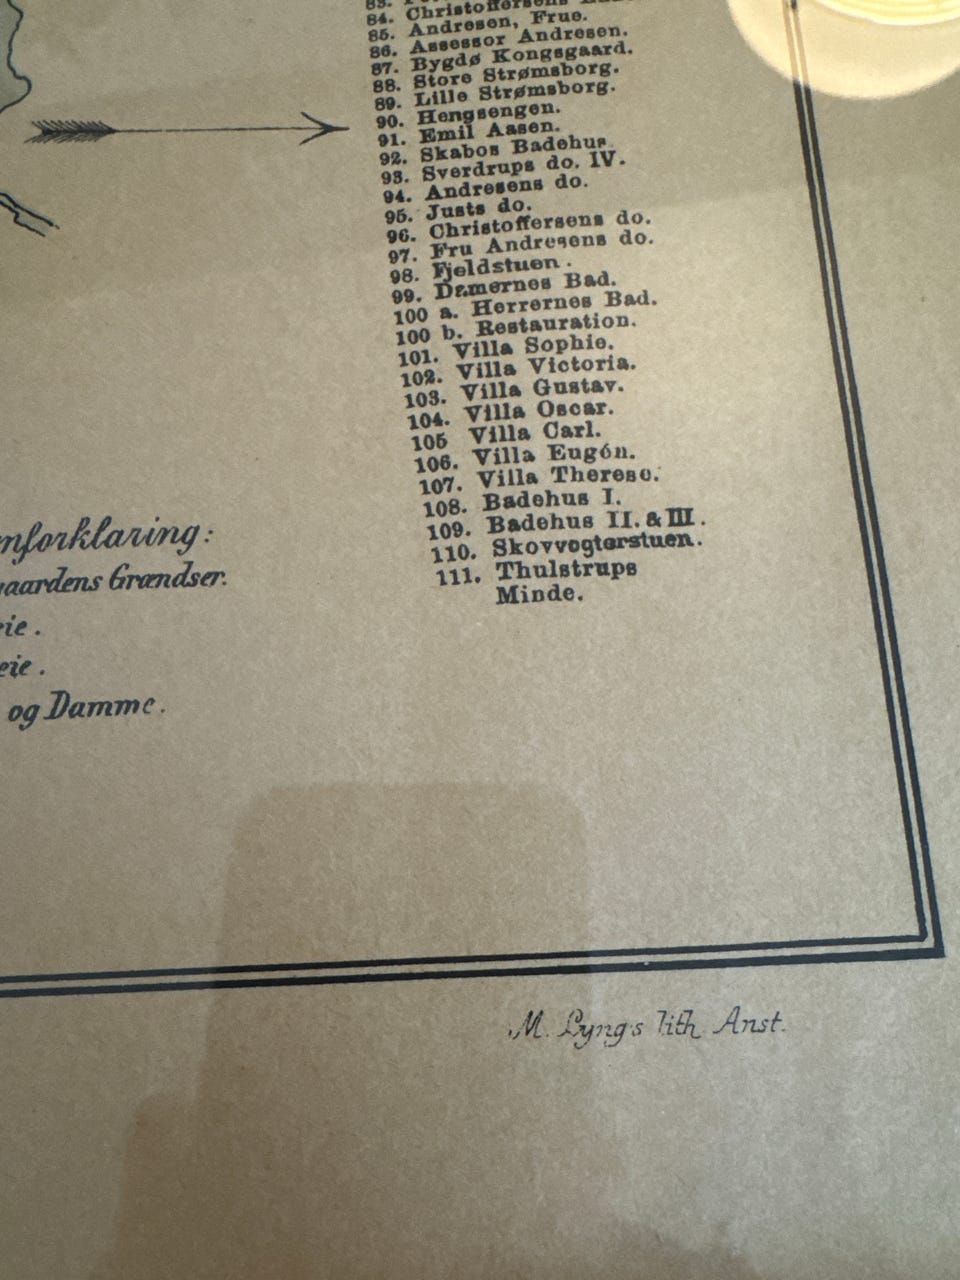 84. Christoffersens
85. Andresen, Frue.
86. Assessor Andresen.
87. Bygdø Kongsgaard.
88. Store Strømsborg.
89. Lille Strømsborg.
90. Hengsengen.
91. Emil Aasen.
92. Skabos Badehus.
93. Sverdrups do. IV.
94. Andresens do.
95. Justs do.
96. Christoffersens do.
97. Fru Andresens do.
98. Fjeldstuen.
99. Damernes Bad.
100 a. Herrernes Bad.
100 b. Restauration.
101. Villa Sophie.
102. Villa Victoria.
103. Villa Gustav.
104. Villa Oscar.
105 Villa Carl.
106. Villa Eugén.
107. Villa Therese.
108. Badehus I.
109. Badehus II. & III.
110. Skovvogterstuen.
111. Thulstrups
Minde.
nforklaring:
gaardens Grændser.
eie.
eie.
og Damme.
M. Lyng's lith. Anst.